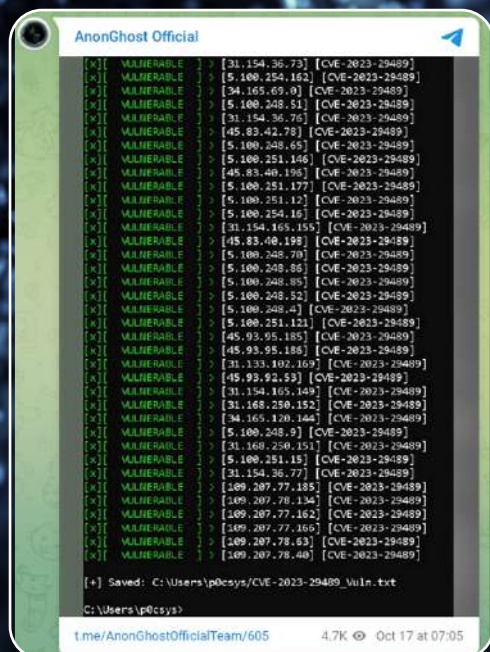 AnonGhost Official
[x][ VULNERABLE ] > [31.154.36.73] [CVE-2023-29489]
[x][ VULNERABLE ] > [5.100.254.162] [CVE-2023-29489]
[x][ VULNERABLE ] > [34.165.69.0] [CVE-2023-29489]
[x][ VULNERABLE ] > [5.100.248.51] [CVE-2023-29489]
[x][ VULNERABLE ] > [31.154.36.76] [CVE-2023-29489]
[x][ VULNERABLE ] > [45.83.42.78] [CVE-2023-29489]
[x][ VULNERABLE ] > [5.100.248.65] [CVE-2023-29489]
[x][ VULNERABLE ] > [5.100.251.146] [CVE-2023-29489]
[x][ VULNERABLE ] > [45.83.40.196] [CVE-2023-29489]
[x][ VULNERABLE ] > [5.100.251.177] [CVE-2023-29489]
[x][ VULNERABLE ] > [5.100.251.12] [CVE-2023-29489]
[x][ VULNERABLE ] > [5.100.254.16] [CVE-2023-29489]
[x][ VULNERABLE ] > [31.154.165.155] [CVE-2023-29489]
[x][ VULNERABLE ] > [45.83.40.198] [CVE-2023-29489]
[x][ VULNERABLE ] > [5.100.248.70] [CVE-2023-29489]
[x][ VULNERABLE ] > [5.100.248.86] [CVE-2023-29489]
[x][ VULNERABLE ] > [5.100.248.85] [CVE-2023-29489]
[x][ VULNERABLE ] > [5.100.248.52] [CVE-2023-29489]
[x][ VULNERABLE ] > [5.100.248.4] [CVE-2023-29489]
[x][ VULNERABLE ] > [5.100.251.121] [CVE-2023-29489]
[x][ VULNERABLE ] > [45.93.95.185] [CVE-2023-29489]
[x][ VULNERABLE ] > [45.93.95.186] [CVE-2023-29489]
[x][ VULNERABLE ] > [31.133.102.169] [CVE-2023-29489]
[x][ VULNERABLE ] > [45.93.92.53] [CVE-2023-29489]
[x][ VULNERABLE ] > [31.154.165.149] [CVE-2023-29489]
[x][ VULNERABLE ] > [31.168.250.152] [CVE-2023-29489]
[x][ VULNERABLE ] > [34.165.120.144] [CVE-2023-29489]
[x][ VULNERABLE ] > [5.100.248.9] [CVE-2023-29489]
[x][ VULNERABLE ] > [31.168.250.151] [CVE-2023-29489]
[x][ VULNERABLE ] > [5.100.251.15] [CVE-2023-29489]
[x][ VULNERABLE ] > [31.154.36.77] [CVE-2023-29489]
[x][ VULNERABLE ] > [109.207.77.185] [CVE-2023-29489]
[x][ VULNERABLE ] > [109.207.78.134] [CVE-2023-29489]
[x][ VULNERABLE ] > [109.207.77.162] [CVE-2023-29489]
[x][ VULNERABLE ] > [109.207.77.166] [CVE-2023-29489]
[x][ VULNERABLE ] > [109.207.78.63] [CVE-2023-29489]
[x][ VULNERABLE ] > [109.207.78.40] [CVE-2023-29489]
[+] Saved: C:\Users\p0csys/CVE-2023-29489_Vuln.txt
C:\Users\p0csys>
t.me/AnonGhostOfficialTeam/605 4.7K Oct 17 at 07:05